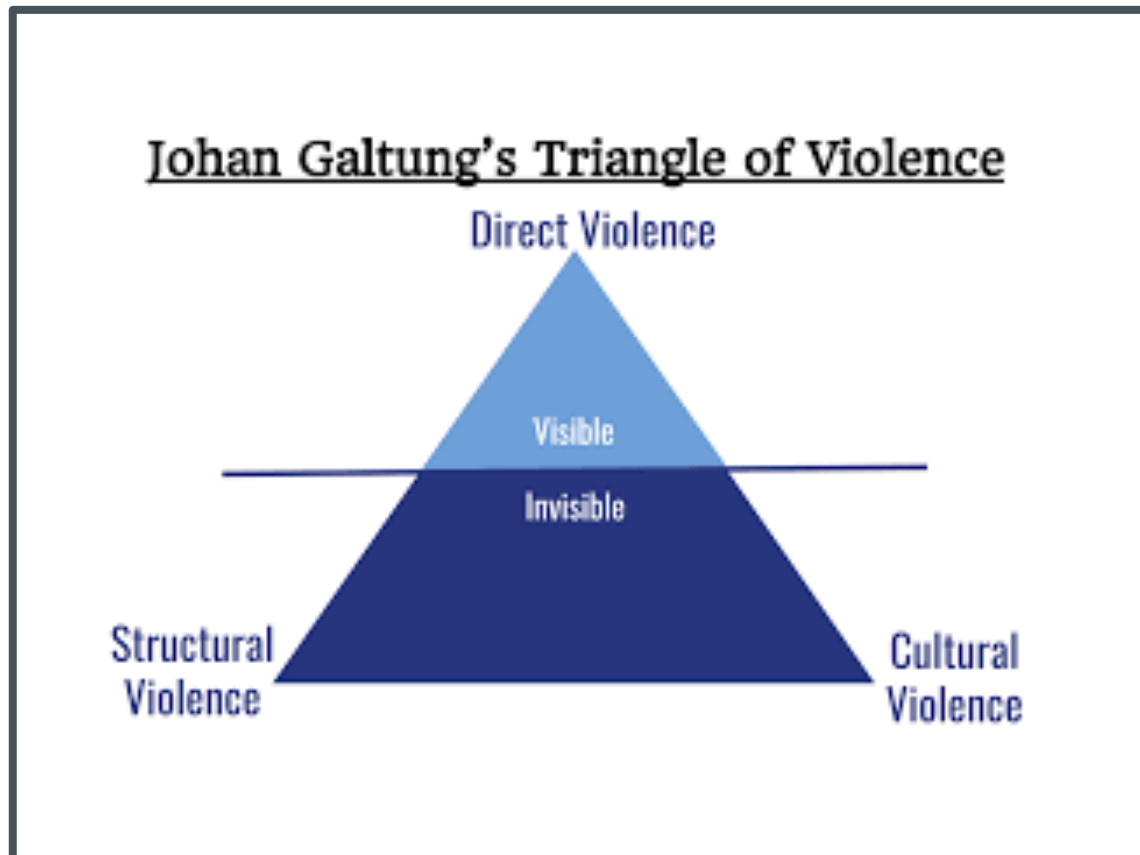 Johan Galtung's Triangle of Violence
Direct Violence
Visible
Invisible
Structural
Violence
Cultural
Violence